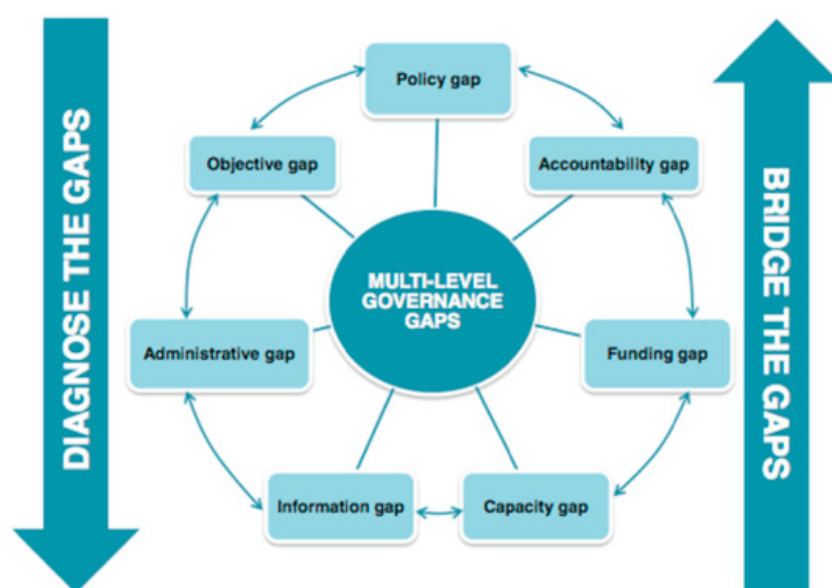 DIAGNOSE THE GAPS
Policy gap
Objective gap
Accountability gap
MULTI-LEVEL
GOVERNANCE
GAPS
Administrative gap
Funding gap
Information gap
Capacity gap
BRIDGE THE GAPS